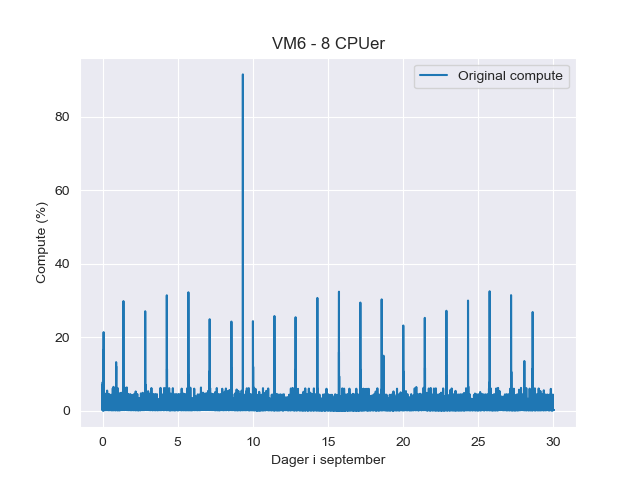 VM6 - 8 CPUer
Original compute
80
60
40
20
0
Compute (%)
0 5 10 15 20 25 30
Dager i september